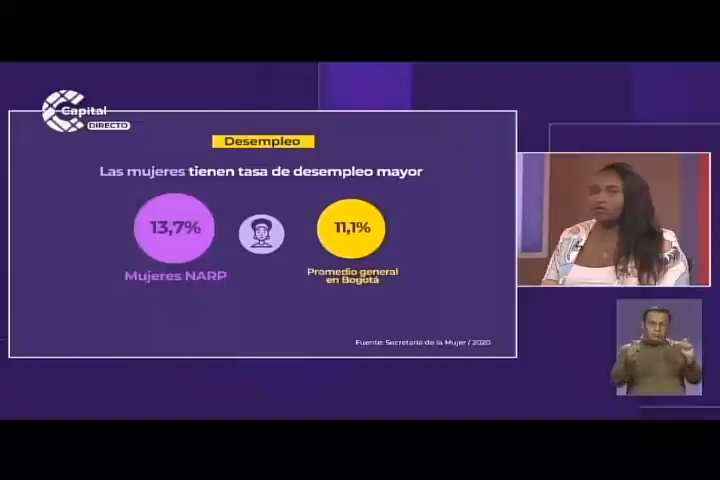 Capital
DIRECTO
Desempleo
Las mujeres tienen tasa de desempleo mayor
13,7%
11,1%
Mujeres NARP
Promedio general
en Bogotá
Fuente: Secretaría de la Mujer / 2020